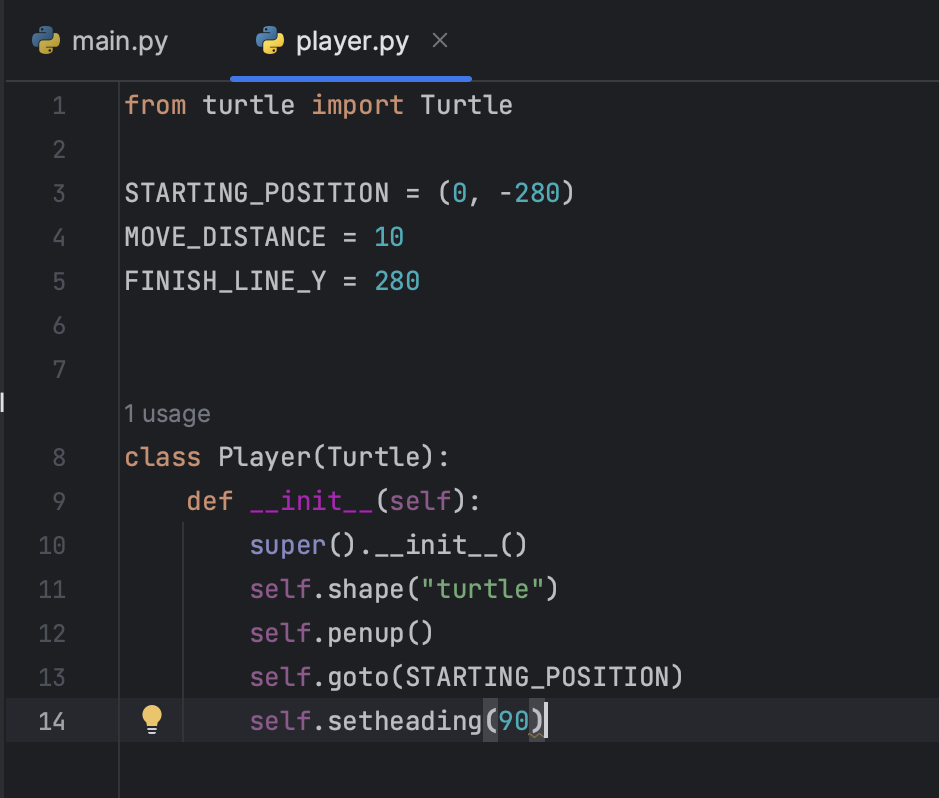 main.py
player.py
1 from turtle import Turtle
2
3 STARTING_POSITION = (0, -280)
4 MOVE_DISTANCE = 10
5 FINISH_LINE_Y = 280
6
7
1 usage
8 class Player(Turtle):
9     def __init__(self):
10         super().__init__()
11         self.shape("turtle")
12         self.penup()
13         self.goto(STARTING_POSITION)
14         self.setheading(90)